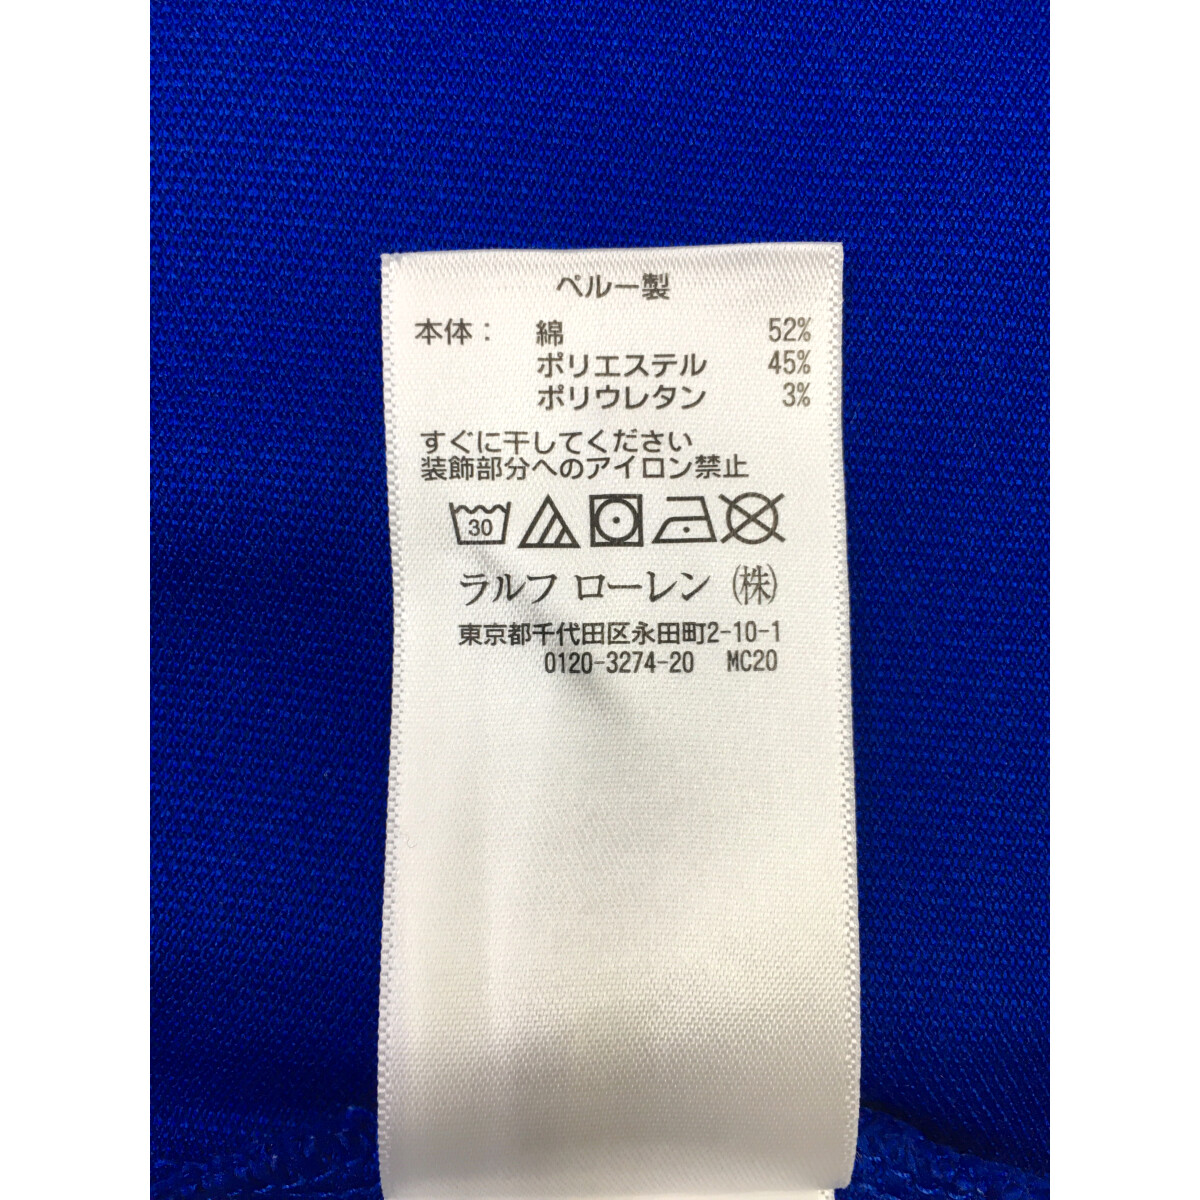 ペルー製
本体： 綿 52%
ポリエステル 45%
ポリウレタン 3%
すぐに干してください
装飾部分へのアイロン禁止
30
ラルフ ローレン ㈱
東京都千代田区永田町2-10-1
0120-3274-20 MC20